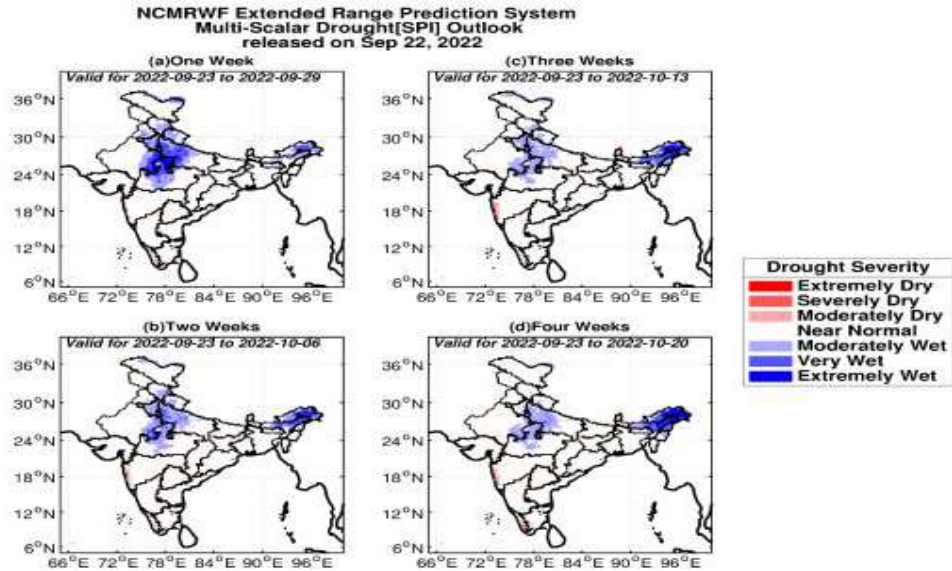 NCMRWF Extended Range Prediction System
Multi-Scalar Drought[SPI] Outlook
released on Sep 22, 2022
(a)One Week
Valid for 2022-09-23 to 2022-09-29
36°N
30°N
24°N
18°N
12°N
6°N
66°E 72°E 78°E 84°E 90°E 96°E
(b)Two Weeks
Valid for 2022-09-23 to 2022-10-06
36°N
30°N
24°N
18°N
12°N
6°N
66°E 72°E 78°E 84°E 90°E 96°E
(c)Three Weeks
Valid for 2022-09-23 to 2022-10-13
36°N
30°N
24°N
18°N
12°N
6°N
66°E 72°E 78°E 84°E 90°E 96°E
(d)Four Weeks
Valid for 2022-09-23 to 2022-10-20
36°N
30°N
24°N
18°N
12°N
6°N
66°E 72°E 78°E 84°E 90°E 96°E
Drought Severity
Extremely Dry
Severely Dry
Moderately Dry
Near Normal
Moderately Wet
Very Wet
Extremely Wet